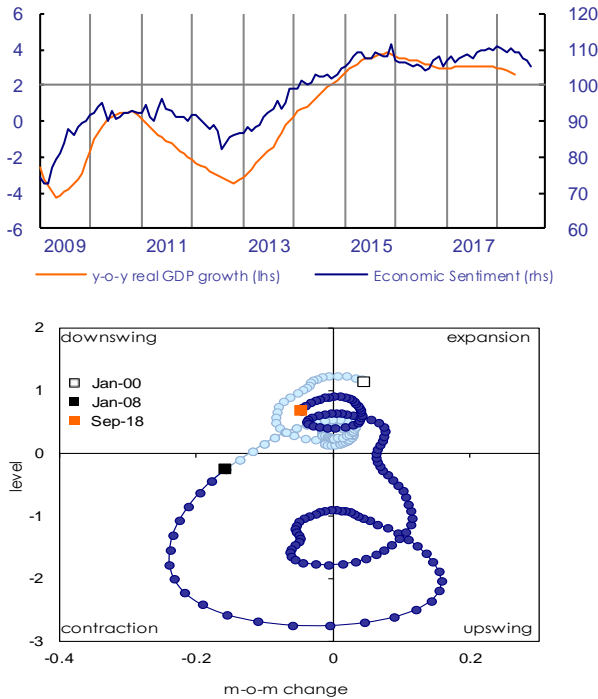 6 120
4 110
2 100
0 90
-2 80
-4 70
-6 60
2009 2011 2013 2015 2017
y-o-y real GDP growth (lhs) Economic Sentiment (rhs)
2
downswing expansion
Jan-00
1
Jan-08
Sep-18
0
level
-1
-2
contraction upswing
-3
-0.4 -0.2 0 0.2
m-o-m change